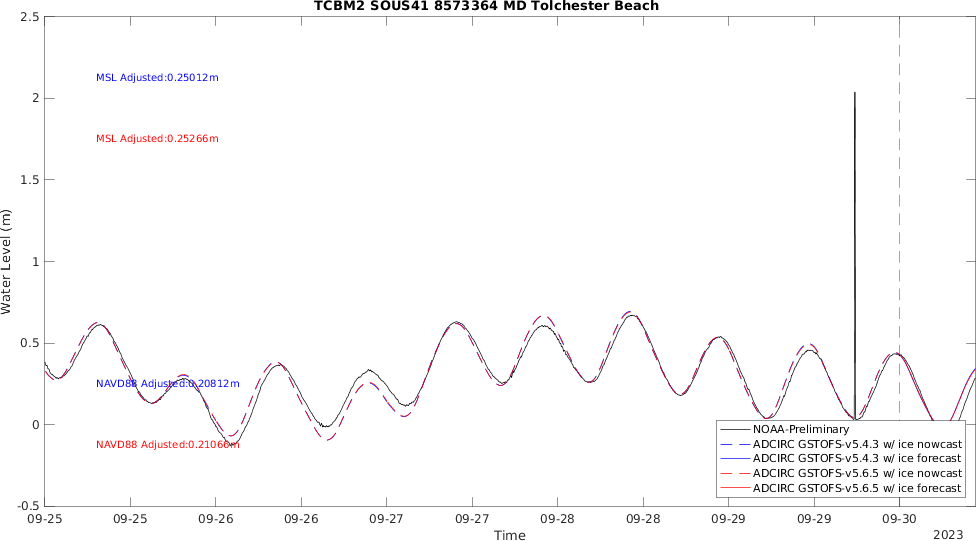 TCBM2 SOUS41 8573364 MD Tolchester Beach
2.5
MSL Adjusted:0.25012m
2
MSL Adjusted:0.25266m
1.5
Water Level (m)
1
0.5
NAVD88 Adjusted:0.20812m
0
NAVD88 Adjusted:0.21066m
NOAA-Preliminary
ADCIRC GSTOFS-v5.4.3 w/ ice nowcast
ADCIRC GSTOFS-v5.4.3 w/ ice forecast
ADCIRC GSTOFS-v5.6.5 w/ ice nowcast
ADCIRC GSTOFS-v5.6.5 w/ ice forecast
-0.5
09-25 09-25 09-26 09-26 09-27 09-27 09-28 09-28 09-29 09-29 09-30
Time
2023